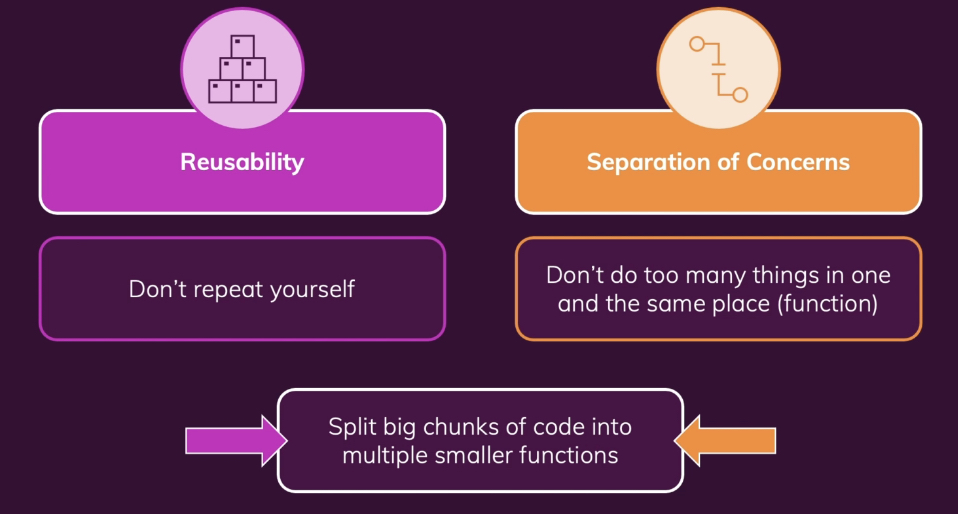 Reusability
Separation of Concerns
Don't repeat yourself
Don't do too many things in one
and the same place (function)
Split big chunks of code into
multiple smaller functions